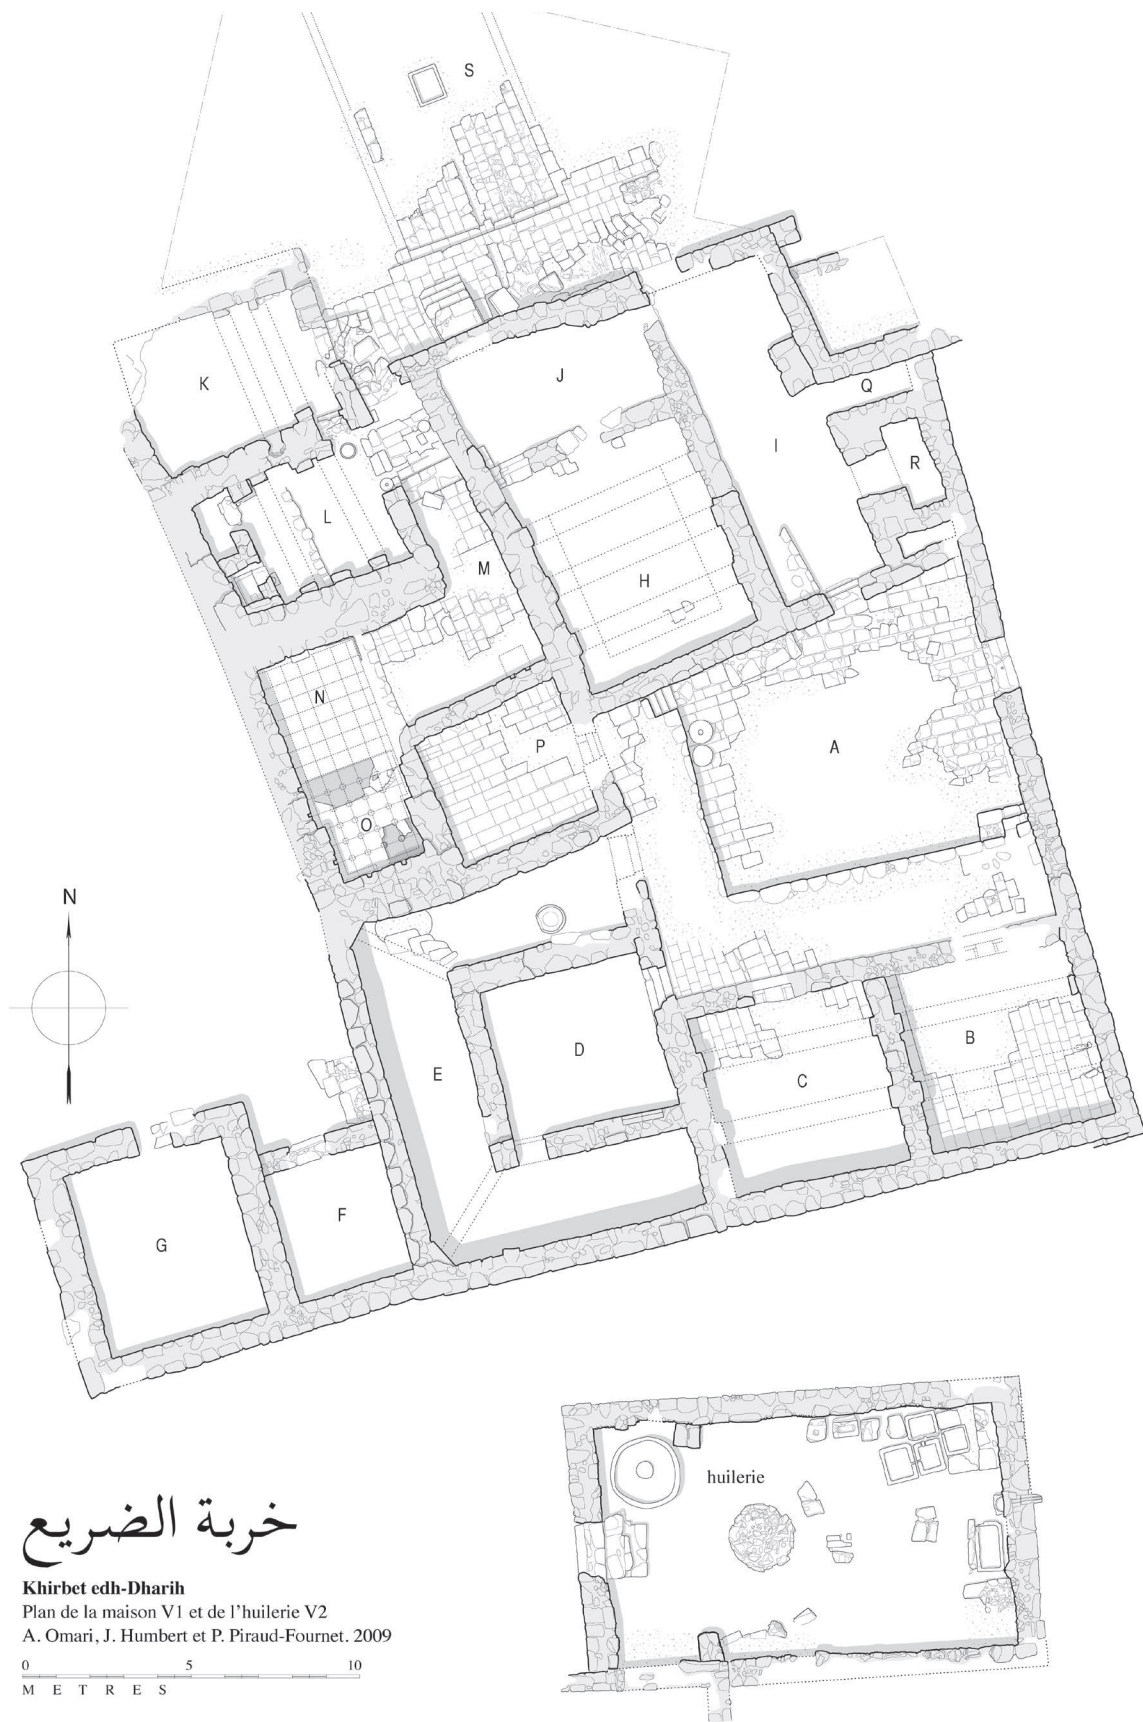 S
K
J
Q
I
R
L
M
H
N
P
A
O
N
B
D
C
E
F
G
huilerie
خربة الضريع
Khirbet edh-Dharih
Plan de la maison V1 et de l'huilerie V2
A. Omari, J. Humbert et P. Piraud-Fournet. 2009
0 5 10
M E T R E S